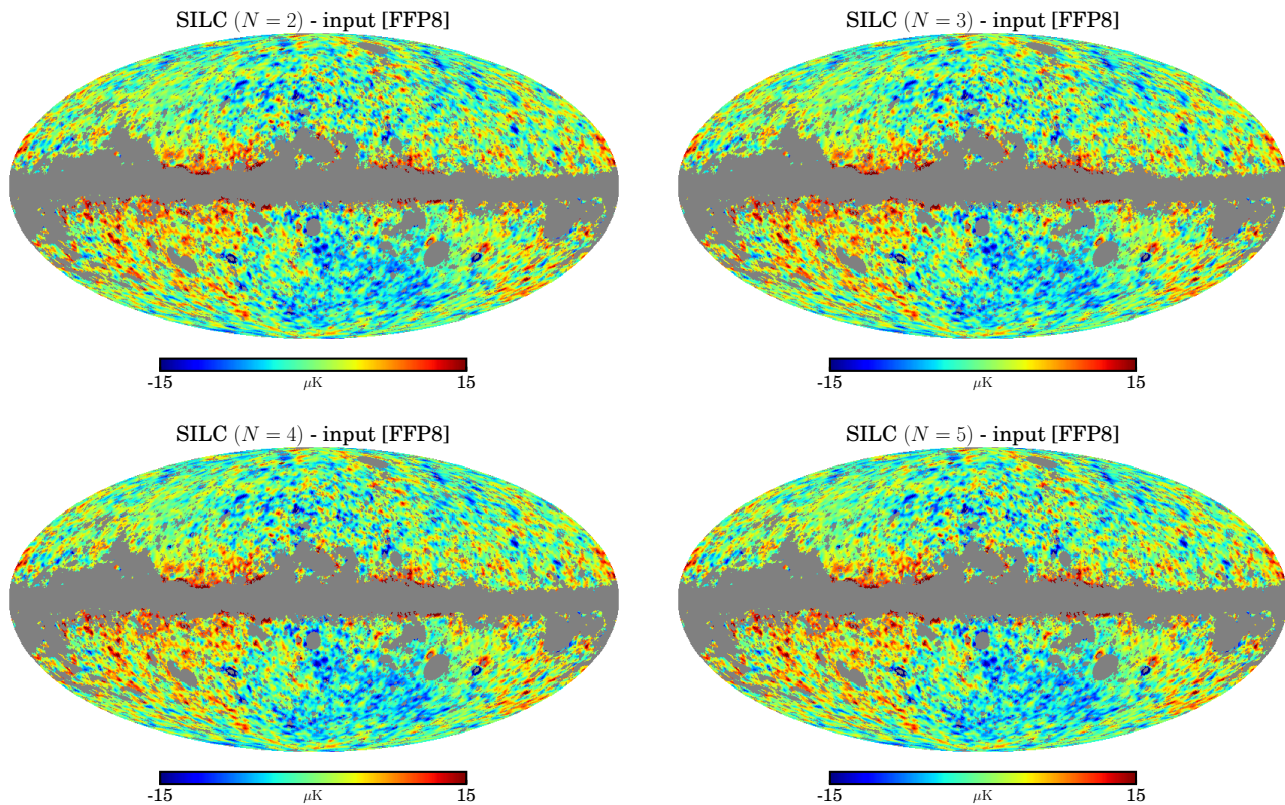 SILC (N = 2) - input [FFP8]
-15 μK 15
SILC (N = 3) - input [FFP8]
-15 μK 15
SILC (N = 4) - input [FFP8]
-15 μK 15
SILC (N = 5) - input [FFP8]
-15 μK 15